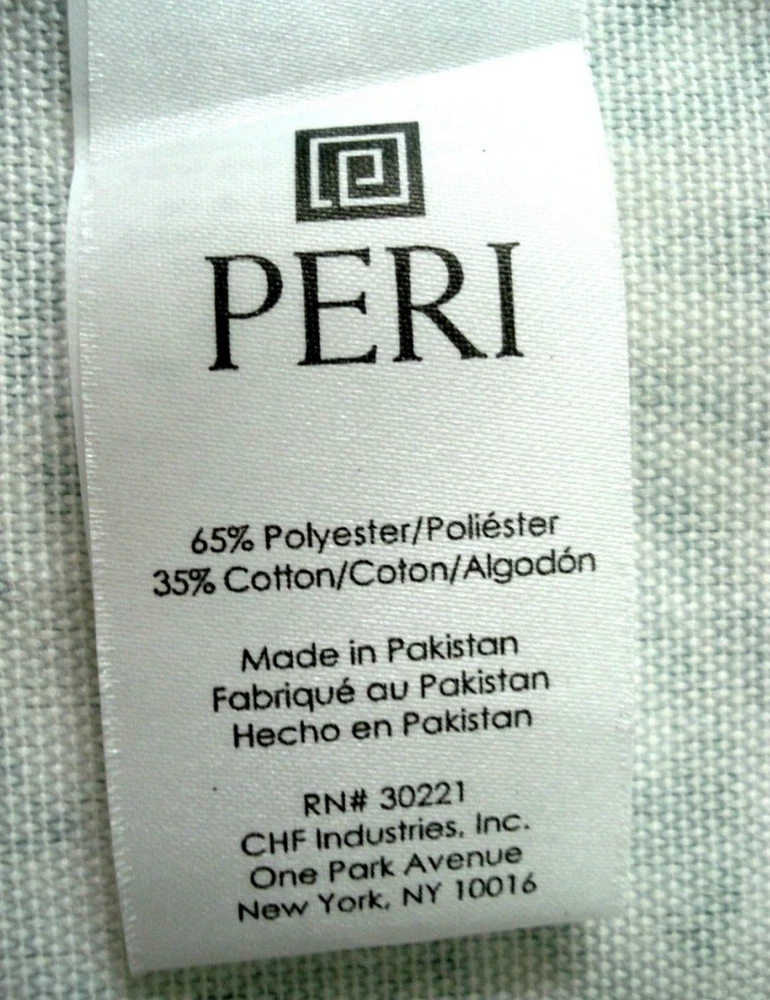 PERI
65% Polyester/Poliéster
35% Cotton/Coton/Algodón
Made in Pakistan
Fabriqué au Pakistan
Hecho en Pakistan
RN# 30221
CHF Industries, Inc.
One Park Avenue
New York, NY 10016